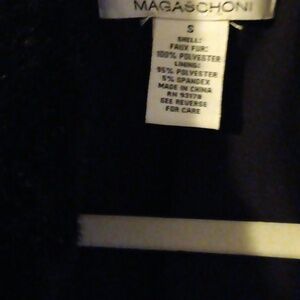 MAGASCHONI
S
SHELL:
FAUX FUR:
100% POLYESTER
LINING:
95% POLYESTER
5% SPANDEX
MADE IN CHINA
RN 93178
SEE REVERSE
FOR CARE